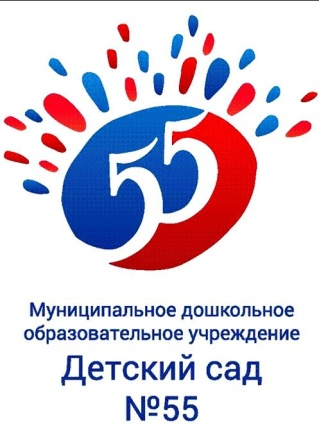 55
Муниципальное дошкольное
образовательное учреждение
Детский сад
№55